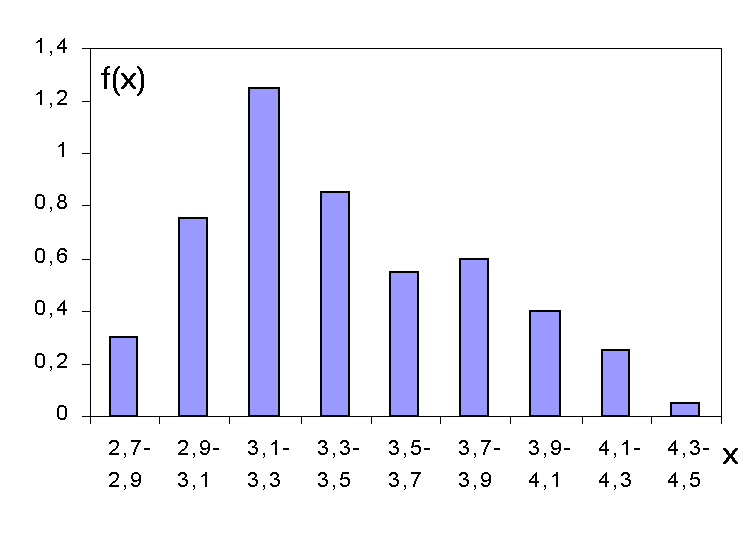 1,4
f(x)
1,2
1
0,8
0,6
0,4
0,2
0
2,7- 2,9- 3,1- 3,3- 3,5- 3,7- 3,9- 4,1- 4,3- x
2,9 3,1 3,3 3,5 3,7 3,9 4,1 4,3 4,5